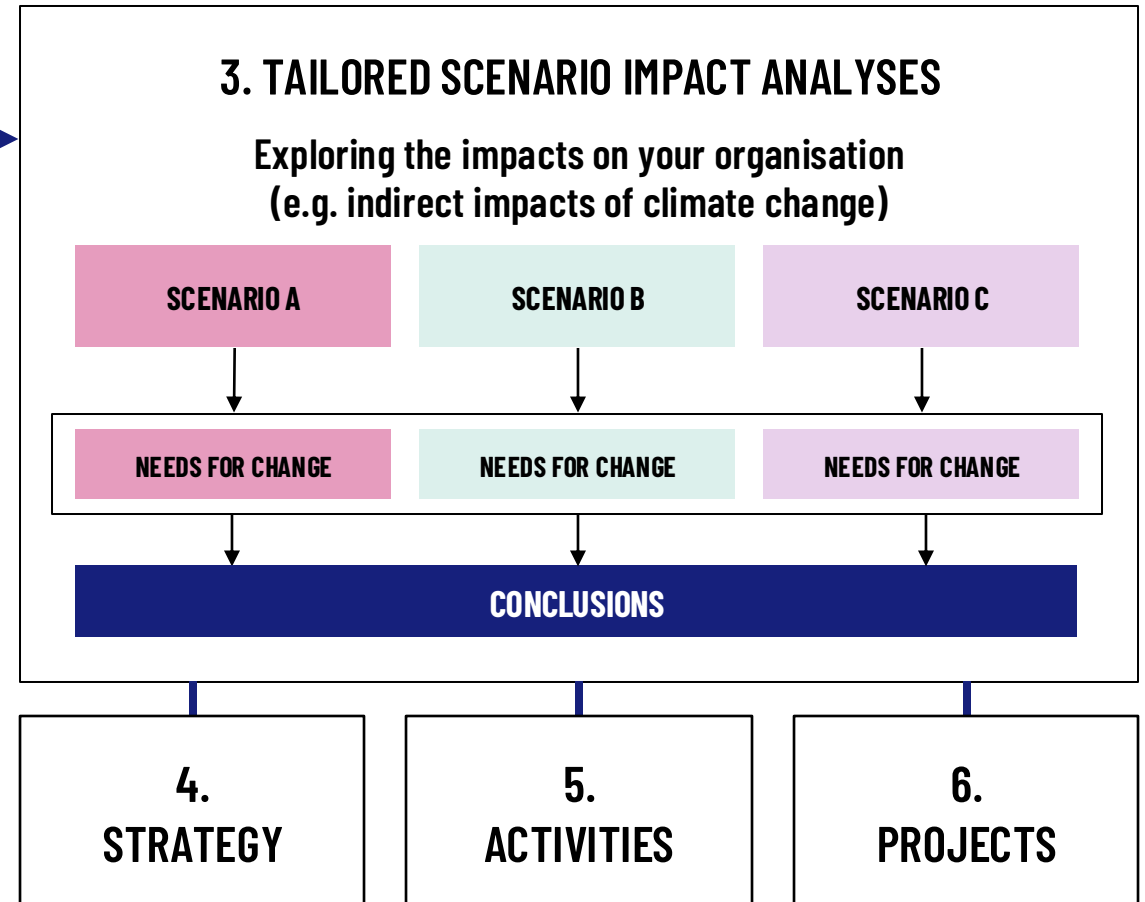 3. TAILORED SCENARIO IMPACT ANALYSES
Exploring the impacts on your organisation
(e.g. indirect impacts of climate change)
SCENARIO A
SCENARIO B
SCENARIO C
NEEDS FOR CHANGE
NEEDS FOR CHANGE
NEEDS FOR CHANGE
CONCLUSIONS
4.
STRATEGY
5.
ACTIVITIES
6.
PROJECTS